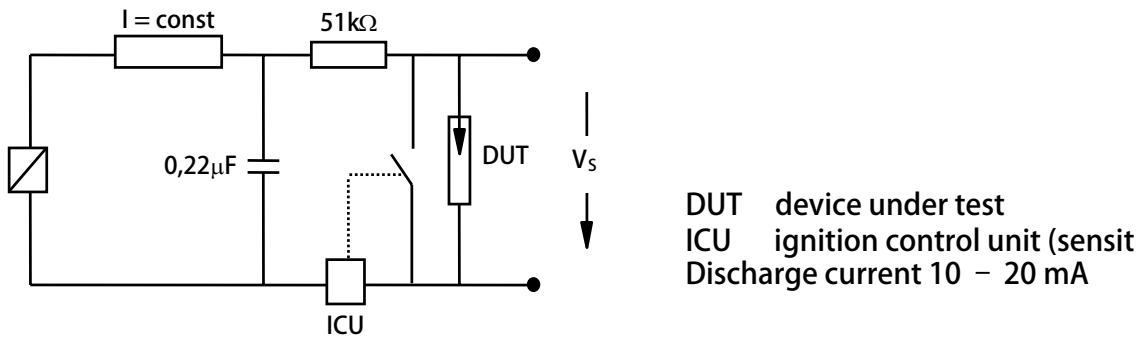 I = const
51kΩ
0,22µF
DUT
Vs
ICU
DUT device under test
ICU ignition control unit (sensit
Discharge current 10 – 20 mA